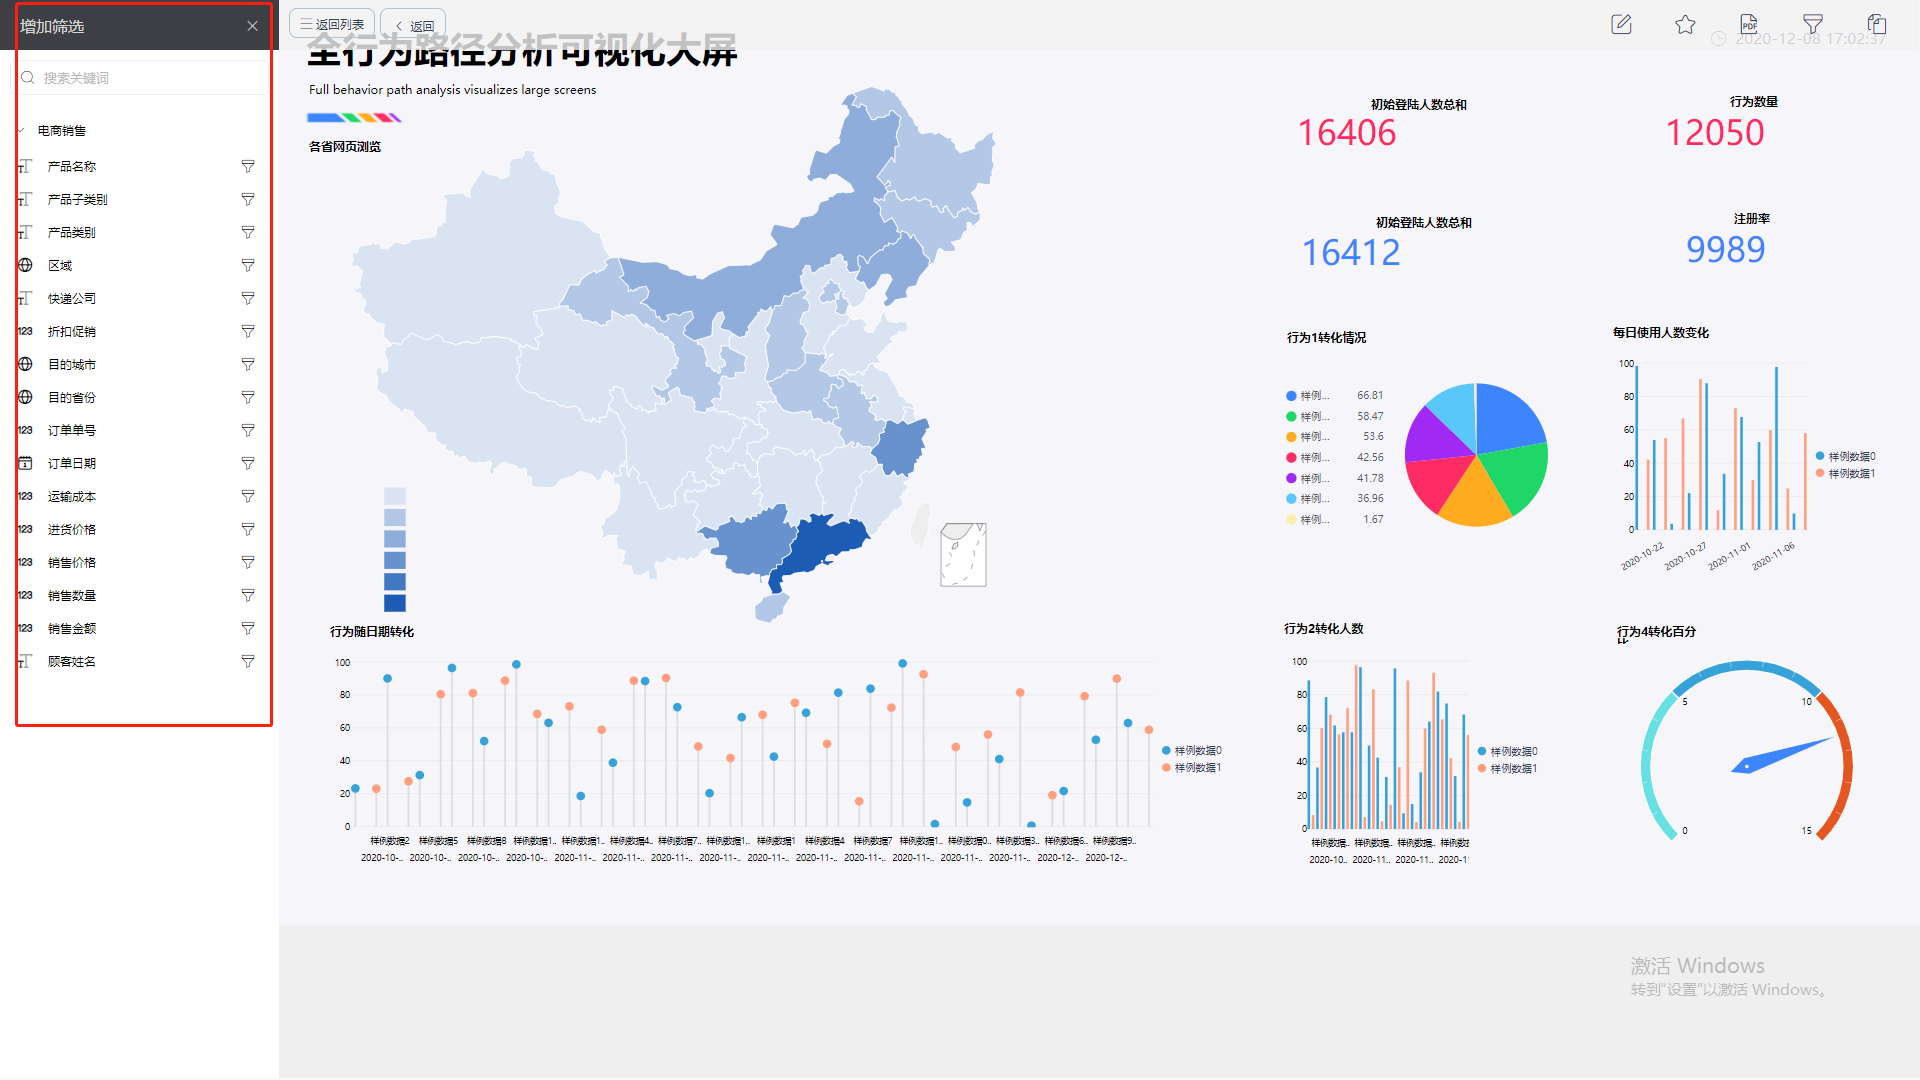 增加筛选
搜索关键词
电商销售
产品名称
产品子类别
产品类别
区域
快递公司
123 折扣促销
目的城市
目的省份
123 订单单号
订单日期
123 运输成本
123 进货价格
123 销售价格
123 销售数量
123 销售金额
顾客姓名
返回列表
返回
PDF
2020-12-08 17:02:37
全行为路径分析可视化大屏
Full behavior path analysis visualizes large screens
各省网页浏览
初始登陆人数总和
16406
行为数量
12050
初始登陆人数总和
16412
注册率
9989
行为1转化情况
样例... 66.81
样例... 58.47
样例... 53.6
样例... 42.56
样例... 41.78
样例... 36.96
样例... 1.67
每日使用人数变化
100
80
60
40
20
0
2020-10-22
2020-10-27
2020-11-01
2020-11-06
样例数据0
样例数据1
行为随日期转化
100
80
60
40
20
0
样例数据2 样例数据5 样例数据8 样例数据1.. 样例数据1.. 样例数据4.. 样例数据7.. 样例数据1.. 样例数据1 样例数据4 样例数据7 样例数据1.. 样例数据0.. 样例数据3.. 样例数据6.. 样例数据9..
2020-10-.. 2020-10-.. 2020-10-.. 2020-10-.. 2020-11-.. 2020-11-.. 2020-11-.. 2020-11-.. 2020-11-.. 2020-11-.. 2020-11-.. 2020-11-.. 2020-11-.. 2020-11-.. 2020-12-.. 2020-12-..
样例数据0
样例数据1
行为2转化人数
100
80
60
40
20
0
样例数据.. 样例数据.. 样例数据.. 样例数据
2020-10.. 2020-11.. 2020-11.. 2020-1
样例数据0
样例数据1
行为4转化百分比
0
5
10
15
激活 Windows
转到“设置”以激活 Windows。